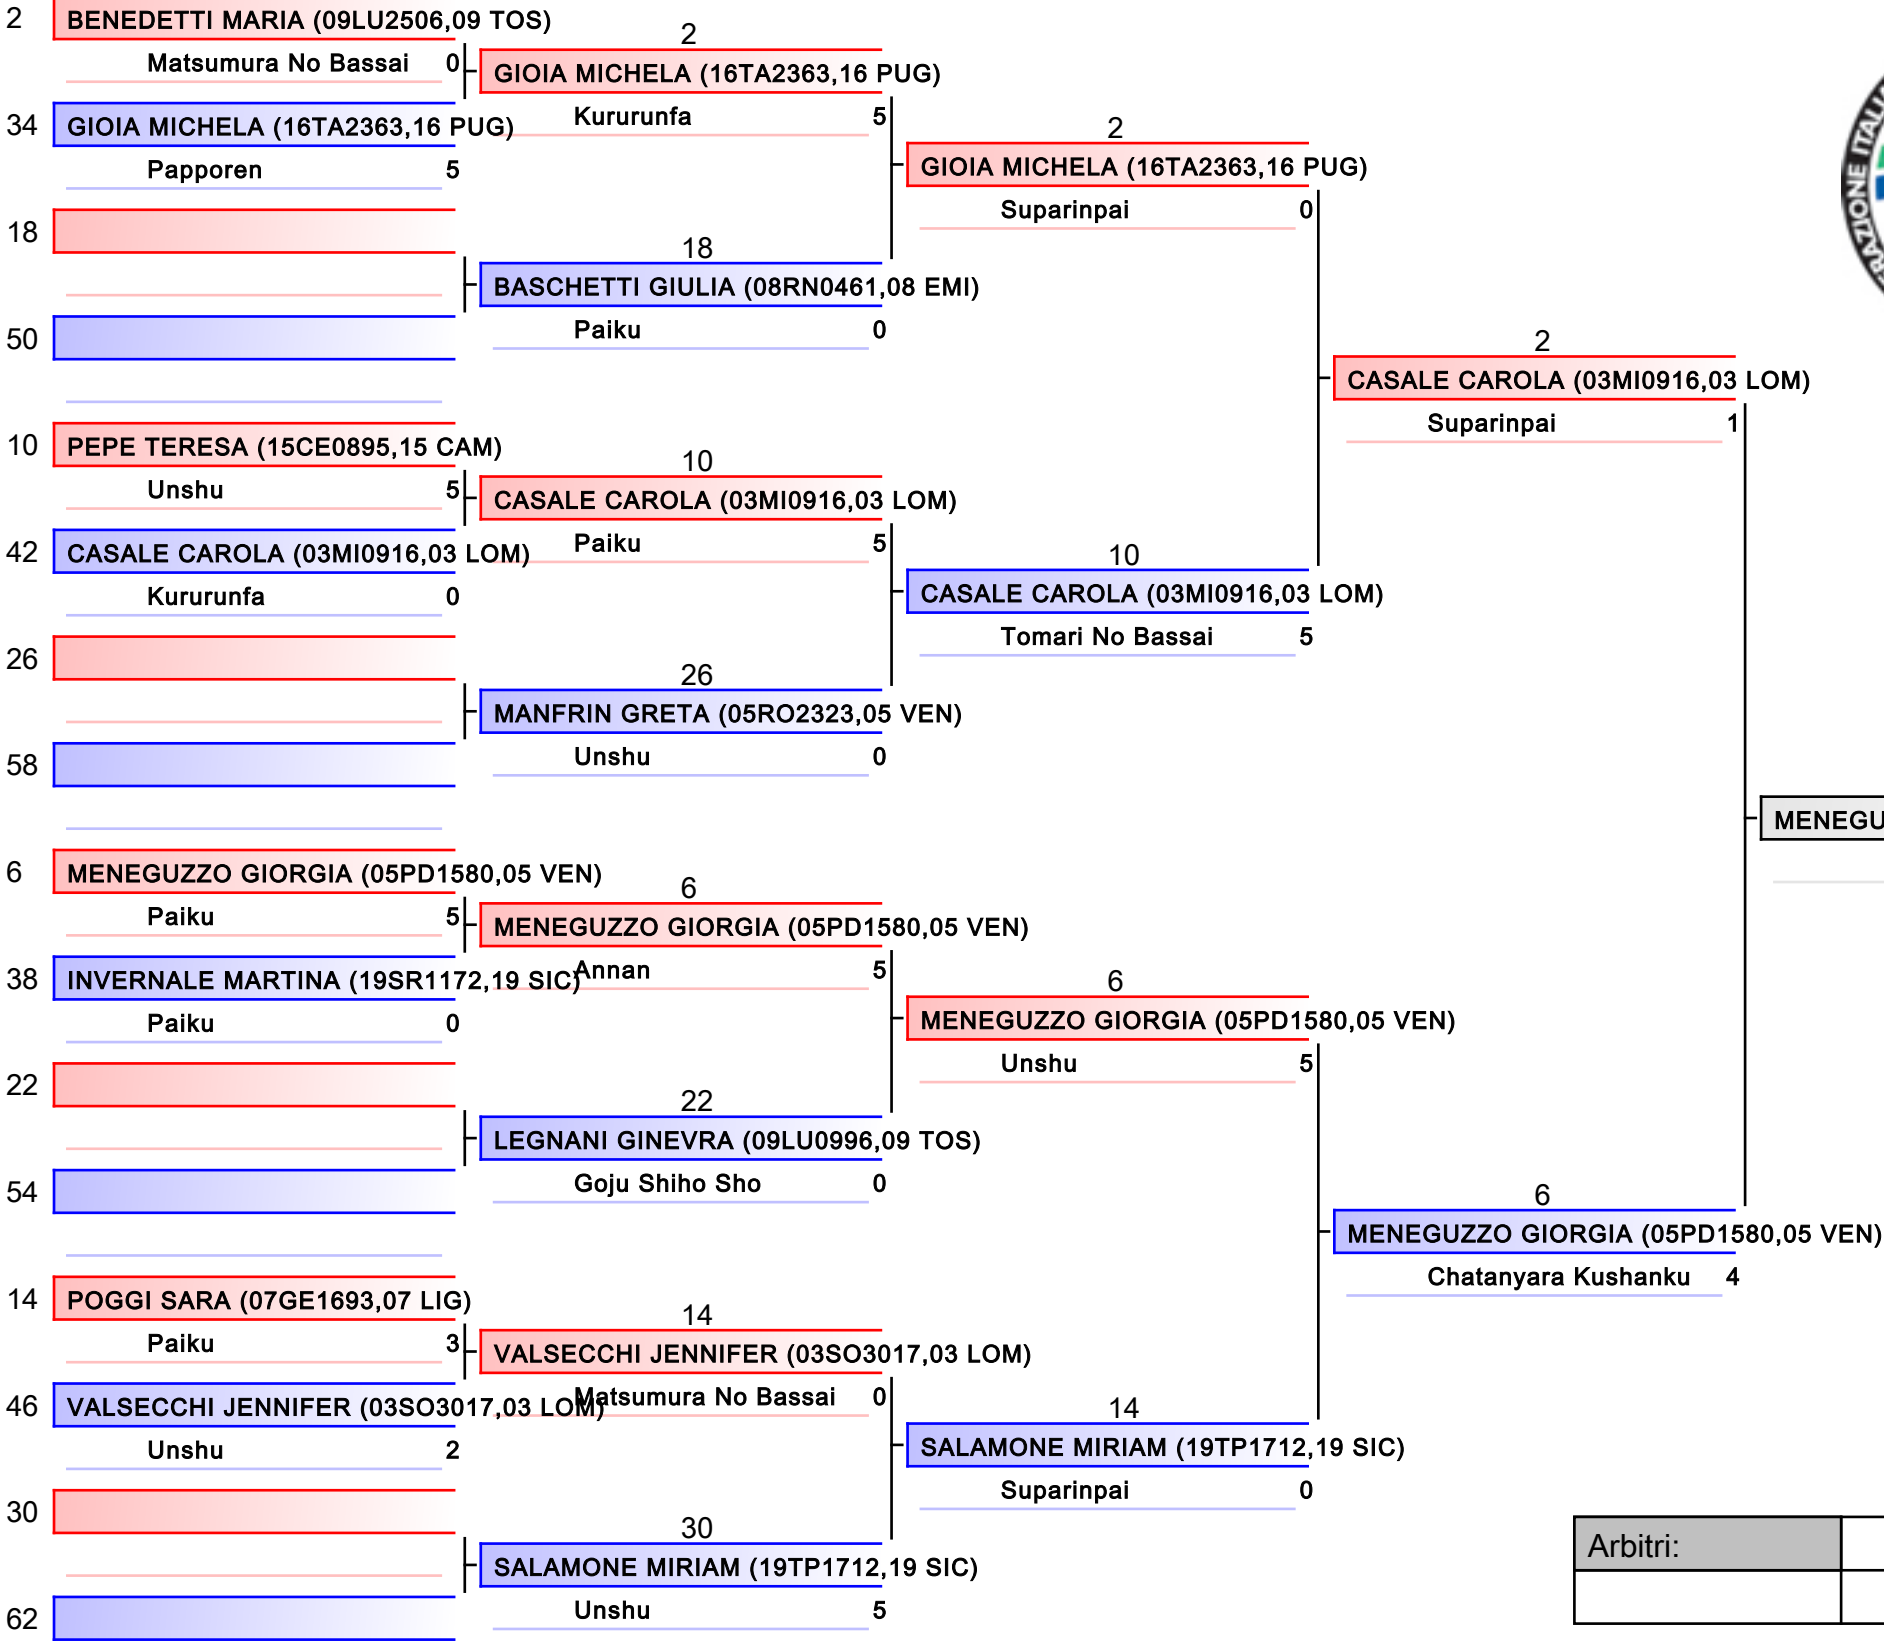 2 BENEDETTI MARIA (09LU2506,09 TOS)
Matsumura No Bassai 0
34 GIOIA MICHELA (16TA2363,16 PUG)
Papporen 5
18
50
10 PEPE TERESA (15CE0895,15 CAM)
Unshu 5
42 CASALE CAROLA (03MI0916,03 LOM)
Kururunfa 0
26
58
6 MENEGUZZO GIORGIA (05PD1580,05 VEN)
Paiku 5
38 INVERNALE MARTINA (19SR1172,19 SIC)
Paiku 0
22
54
14 POGGI SARA (07GE1693,07 LIG)
Paiku 3
46 VALSECCHI JENNIFER (03SO3017,03 LOM)
Unshu 2
30
62
2
GIOIA MICHELA (16TA2363,16 PUG)
Kururunfa 5
18
BASCHETTI GIULIA (08RN0461,08 EMI)
Paiku 0
10
CASALE CAROLA (03MI0916,03 LOM)
Paiku 5
26
MANFRIN GRETA (05RO2323,05 VEN)
Unshu 0
6
MENEGUZZO GIORGIA (05PD1580,05 VEN)
Annan 5
22
LEGNANI GINEVRA (09LU0996,09 TOS)
Goju Shiho Sho 0
14
VALSECCHI JENNIFER (03SO3017,03 LOM)
Matsumura No Bassai 0
30
SALAMONE MIRIAM (19TP1712,19 SIC)
Unshu 5
2
GIOIA MICHELA (16TA2363,16 PUG)
Suparinpai 0
10
CASALE CAROLA (03MI0916,03 LOM)
Tomari No Bassai 5
6
MENEGUZZO GIORGIA (05PD1580,05 VEN)
Unshu 5
14
SALAMONE MIRIAM (19TP1712,19 SIC)
Suparinpai 0
2
CASALE CAROLA (03MI0916,03 LOM)
Suparinpai 1
6
MENEGUZZO GIORGIA (05PD1580,05 VEN)
Chatanyara Kushanku 4
MENEGU
RAZIONE ITALI
Arbitri: